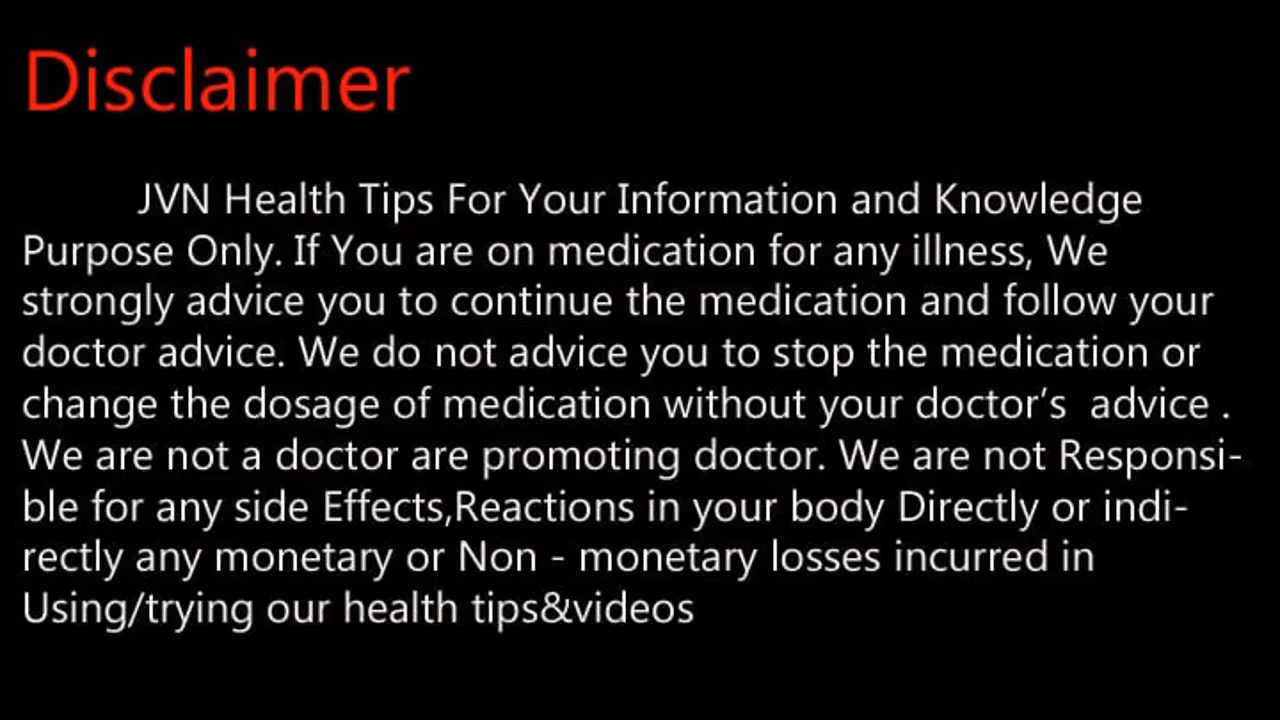 Disclaimer
JVN Health Tips For Your Information and Knowledge
Purpose Only. If You are on medication for any illness, We
strongly advice you to continue the medication and follow your
doctor advice. We do not advice you to stop the medication or
change the dosage of medication without your doctor's  advice .
We are not a doctor are promoting doctor. We are not Responsi-
ble for any side Effects,Reactions in your body Directly or indi-
rectly any monetary or Non - monetary losses incurred in
Using/trying our health tips&videos